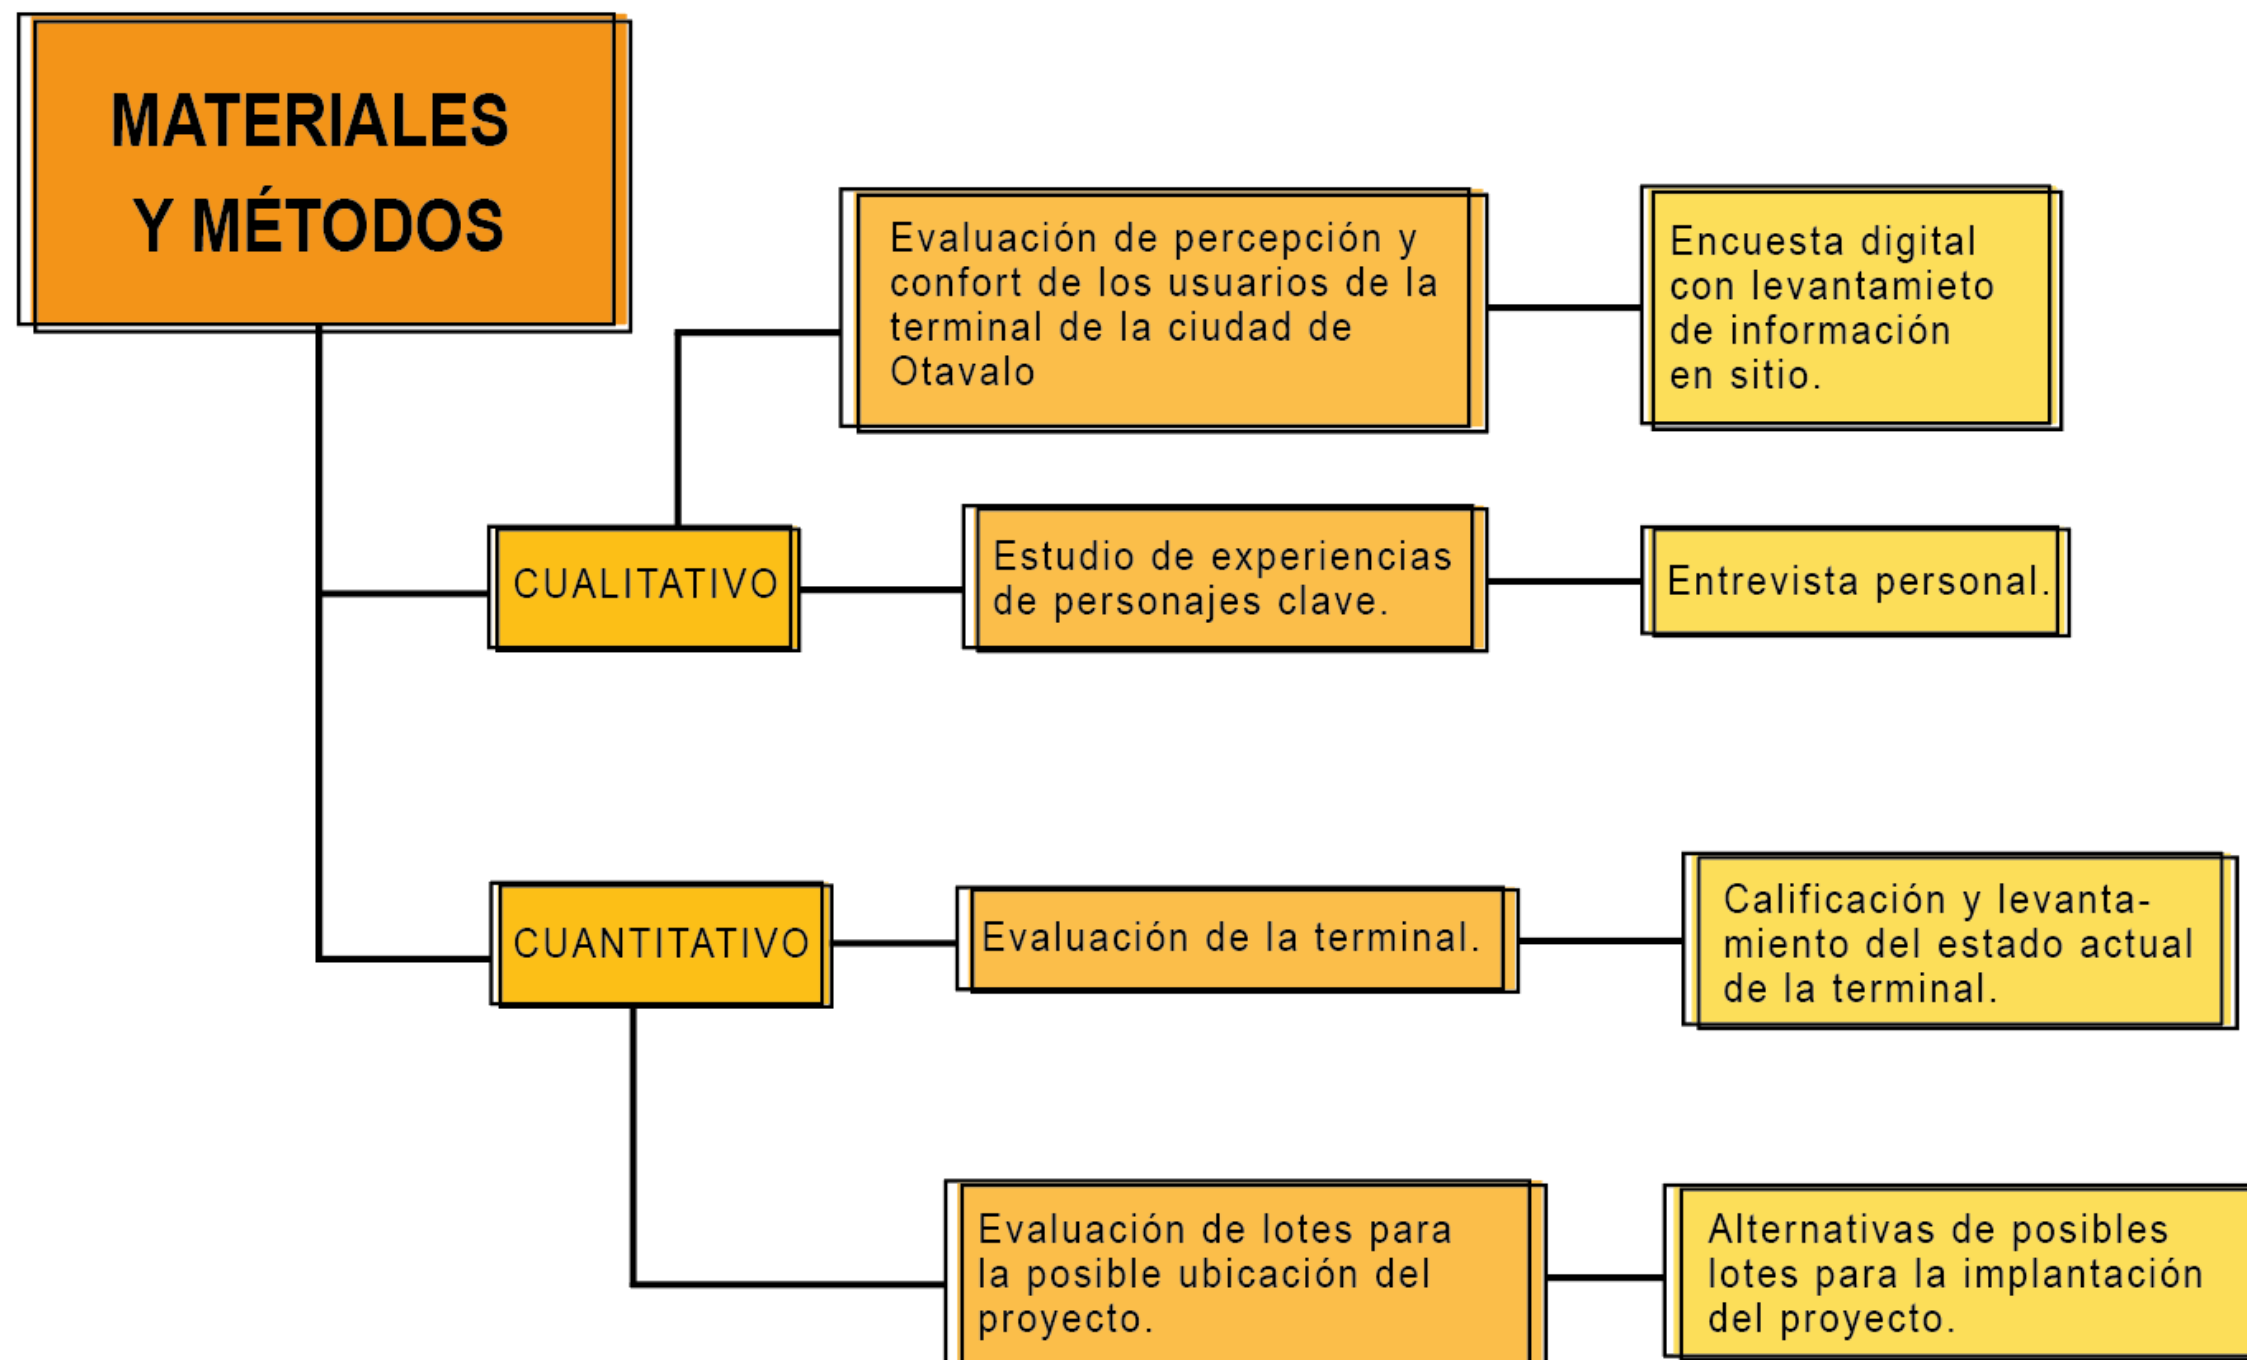 MATERIALES
Y MÉTODOS
Evaluación de percepción y
confort de los usuarios de la
terminal de la ciudad de
Otavalo
Encuesta digital
con levantamieto
de información
en sitio.
CUALITATIVO
Estudio de experiencias
de personajes clave.
Entrevista personal.
CUANTITATIVO
Evaluación de la terminal.
Calificación y levanta-
miento del estado actual
de la terminal.
Evaluación de lotes para
la posible ubicación del
proyecto.
Alternativas de posibles
lotes para la implantación
del proyecto.